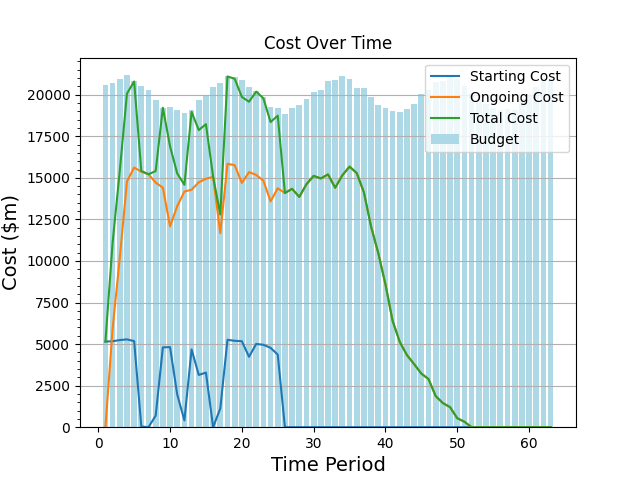 Cost Over Time
Starting Cost
Ongoing Cost
Total Cost
Budget
Cost ($m)
20000
17500
15000
12500
10000
7500
5000
2500
0
0 10 20 30 40 50 60
Time Period